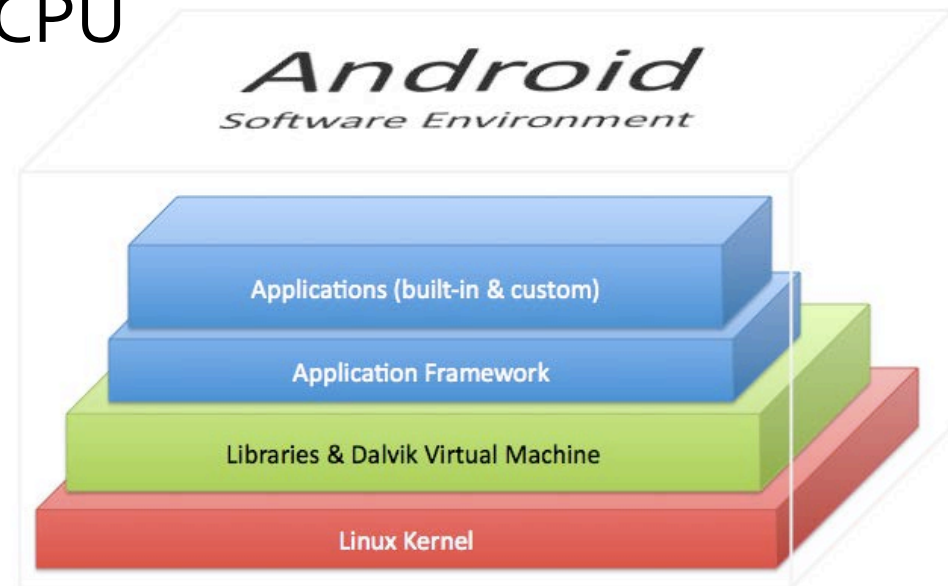 CPU
Android
Software Environment
Applications (built-in & custom)
Application Framework
Libraries & Dalvik Virtual Machine
Linux Kernel